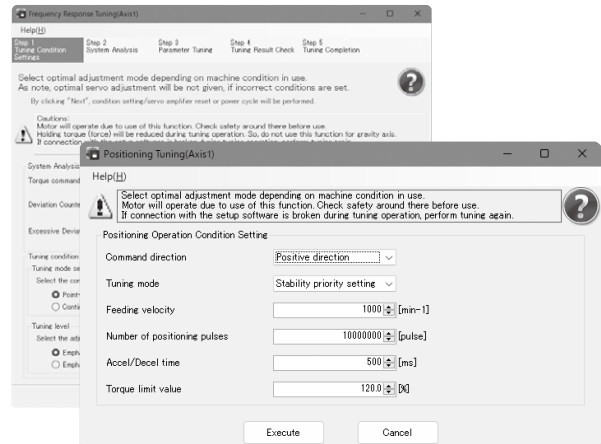 Frequency Response Tuning(Axis1)
Help(H)
Step 1
Tuning Condition
Settings
Step 2
System Analysis
Step 3
Parameter Tuning
Step 4
Tuning Result Check
Step 5
Tuning Completion
Select optimal adjustment mode depending on machine condition in use.
As note, optimal servo adjustment will be not given, if incorrect conditions are set.
By clicking "Next", condition setting/servo amplifier reset or power cycle will be performed.
Cautions:
Motor will operate due to use of this function. Check safety around there before use.
Holding torque (force) will be reduced during tuning operation. So, do not use this function for gravity axis.
If connection
System Analysis
Torque command
Deviation Counte
Excessive Deviat
Tuning condition
Tuning mode se
Select the con
Point-
Conti
Tuning level
Select the adj
Emph
Emph
Positioning Tuning(Axis1)
Help(H)
Select optimal adjustment mode depending on machine condition in use.
Motor will operate due to use of this function. Check safety around there before use.
If connection with the setup software is broken during tuning operation, perform tuning again.
Positioning Operation Condition Setting
Command direction Positive direction
Tuning mode Stability priority setting
Feeding velocity 1000 [min-1]
Number of positioning pulses 10000000 [pulse]
Accel/Decel time 500 [ms]
Torque limit value 120.0 [%]
Execute Cancel